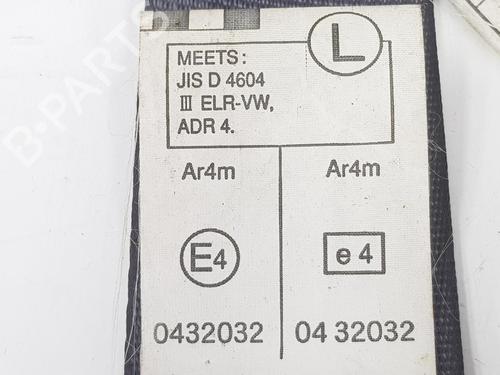 L
MEETS:
JIS D 4604
III ELR-VW,
ADR 4.
Ar4m
Ar4m
E4
e 4
0432032
04 32032
B-PARTS